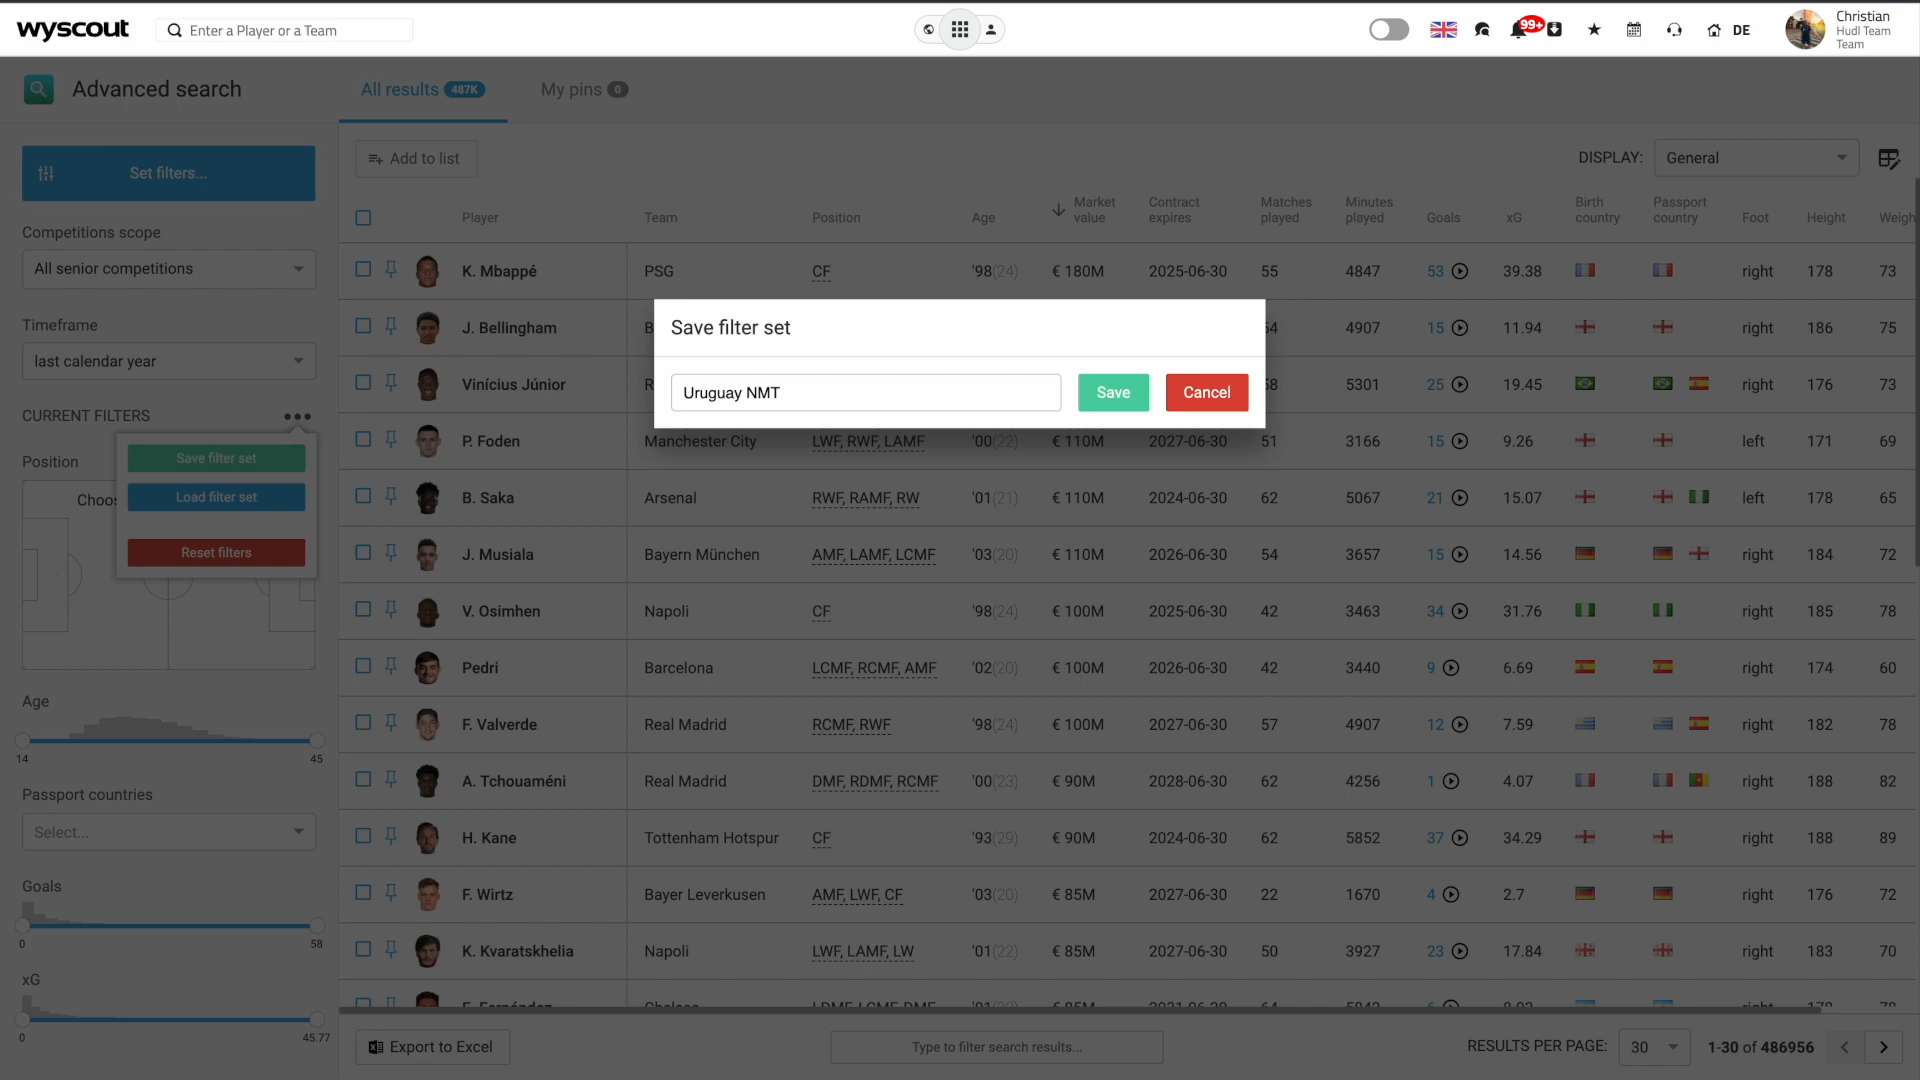 wyscout
Enter a Player or a Team
99+
DE
Christian
Hudl Team
Team
Advanced search
All results 487K
My pins 0
Set filters...
Add to list
DISPLAY: General
Competitions scope
All senior competitions
Timeframe
last calendar year
CURRENT FILTERS
Save filter set
Load filter set
Reset filters
Position
Choos
Age
14 45
Passport countries
Select...
Goals
0 58
xG
0 45.77
Player Team Position Age Market value Contract expires Matches played Minutes played Goals xG Birth country Passport country Foot Height Weigh
K. Mbappé PSG CF '98(24) € 180M 2025-06-30 55 4847 53 39.38 right 178 73
J. Bellingham B 54 4907 15 11.94 right 186 75
Vinícius Júnior R 58 5301 25 19.45 right 176 73
P. Foden Manchester City LWF, RWF, LAMF '00(22) € 110M 2027-06-30 51 3166 15 9.26 left 171 69
B. Saka Arsenal RWF, RAMF, RW '01(21) € 110M 2024-06-30 62 5067 21 15.07 left 178 65
J. Musiala Bayern München AMF, LAMF, LCMF '03(20) € 110M 2026-06-30 54 3657 15 14.56 right 184 72
V. Osimhen Napoli CF '98(24) € 100M 2025-06-30 42 3463 34 31.76 right 185 78
Pedri Barcelona LCMF, RCMF, AMF '02(20) € 100M 2026-06-30 42 3440 9 6.69 right 174 60
F. Valverde Real Madrid RCMF, RWF '98(24) € 100M 2027-06-30 57 4907 12 7.59 right 182 78
A. Tchouaméni Real Madrid DMF, RDMF, RCMF '00(23) € 90M 2028-06-30 62 4256 1 4.07 right 188 82
H. Kane Tottenham Hotspur CF '93(29) € 90M 2024-06-30 62 5852 37 34.29 right 188 89
F. Wirtz Bayer Leverkusen AMF, LWF, CF '03(20) € 85M 2027-06-30 22 1670 4 2.7 right 176 72
K. Kvaratskhelia Napoli LWF, LAMF, LW '01(22) € 85M 2027-06-30 50 3927 23 17.84 right 183 70
Save filter set
Uruguay NMT
Save
Cancel
Export to Excel
Type to filter search results...
RESULTS PER PAGE: 30
1-30 of 486956